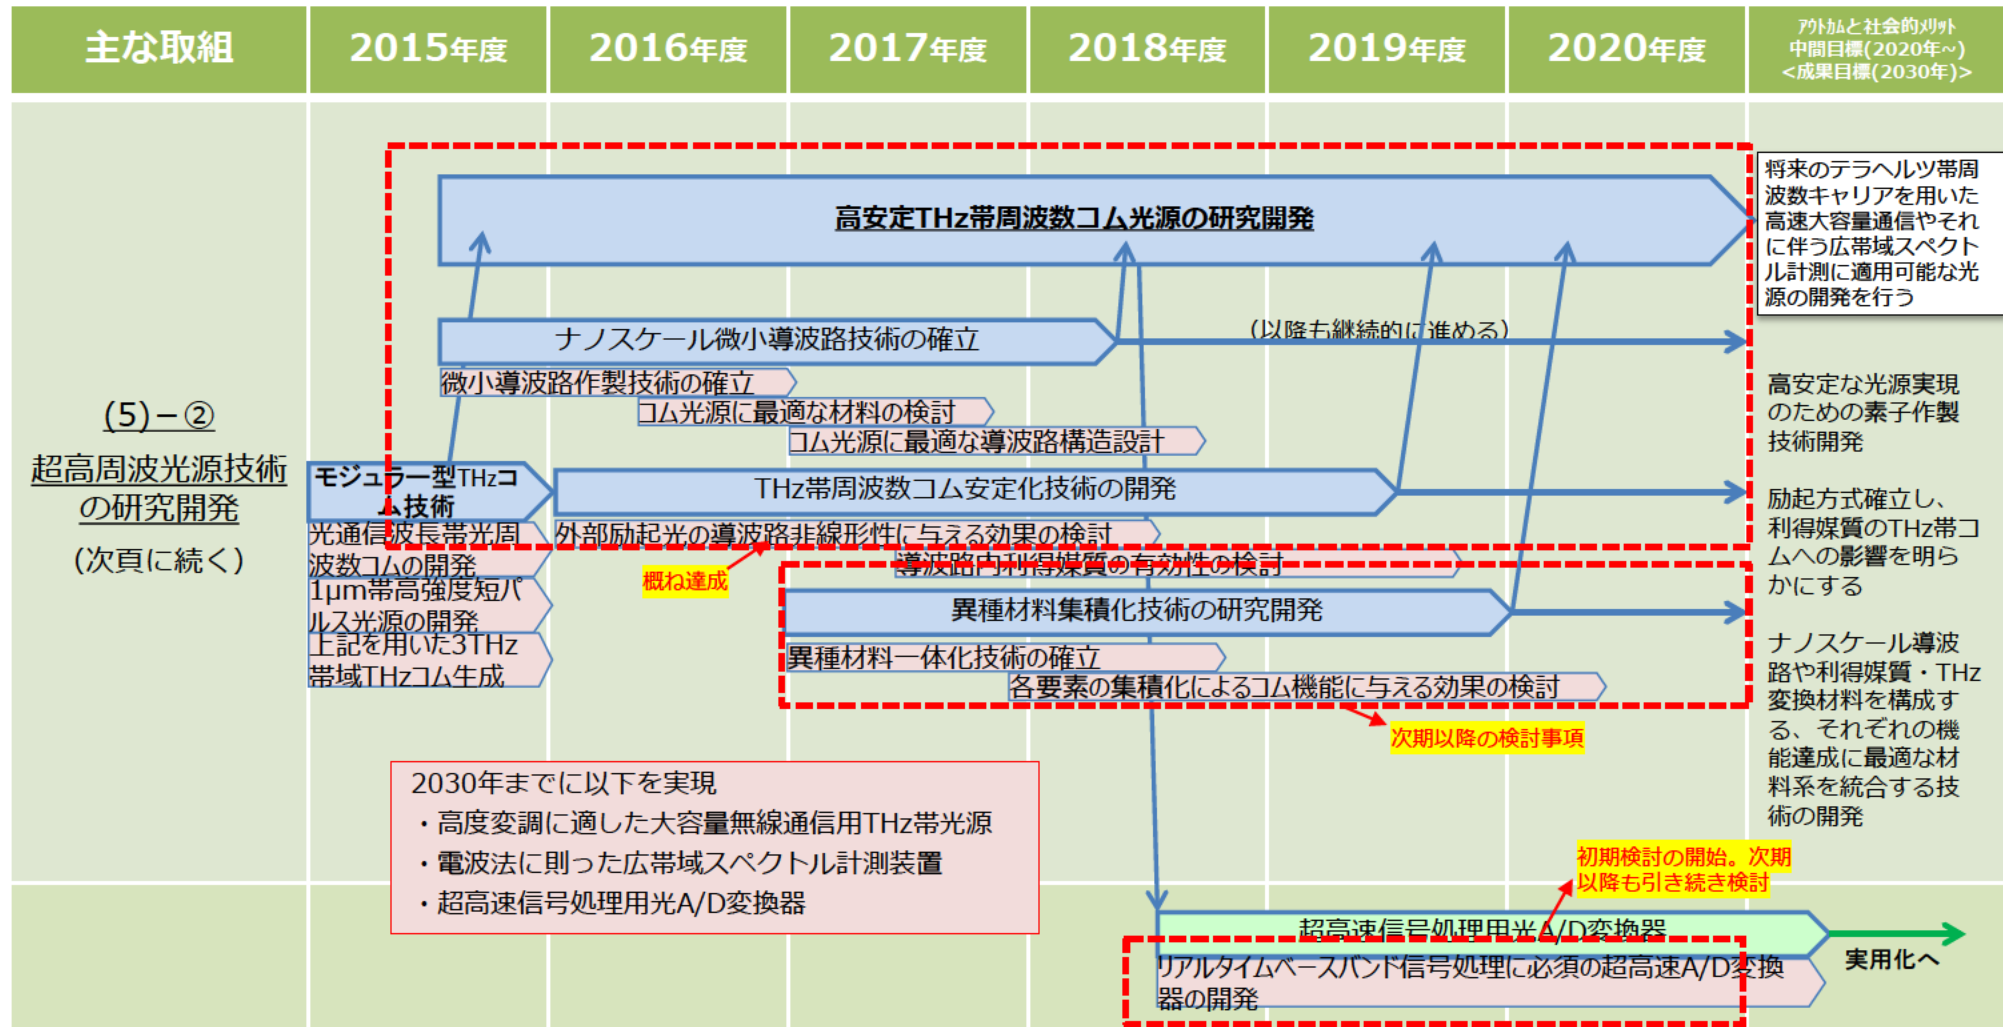 主な取組
2015年度
2016年度
2017年度
2018年度
2019年度
2020年度
ｱｳﾄｶﾑと社会的ﾒﾘｯﾄ
中間目標(2020年~)
<成果目標(2030年)>
(5)－②
超高周波光源技術
の研究開発
(次頁に続く)
高安定THz帯周波数コム光源の研究開発
ナノスケール微小導波路技術の確立
（以降も継続的に進める）
微小導波路作製技術の確立
コム光源に最適な材料の検討
コム光源に最適な導波路構造設計
モジュラー型THzコ
ム技術
THz帯周波数コム安定化技術の開発
光通信波長帯光周
波数コムの開発
1μm帯高強度短パ
ルス光源の開発
上記を用いた3THz
帯域THzコム生成
外部励起光の導波路非線形性に与える効果の検討
導波路内利得媒質の有効性の検討
概ね達成
異種材料集積化技術の研究開発
異種材料一体化技術の確立
各要素の集積化によるコム機能に与える効果の検討
次期以降の検討事項
2030年までに以下を実現
・高度変調に適した大容量無線通信用THz帯光源
・電波法に則った広帯域スペクトル計測装置
・超高速信号処理用光A/D変換器
初期検討の開始。次期
以降も引き続き検討
超高速信号処理用光A/D変換器
リアルタイムベースバンド信号処理に必須の超高速A/D変換
器の開発
実用化へ
将来のテラヘルツ帯周
波数キャリアを用いた
高速大容量通信やそれ
に伴う広帯域スペクト
ル計測に適用可能な光
源の開発を行う
高安定な光源実現
のための素子作製
技術開発
励起方式確立し、
利得媒質のTHz帯コ
ムへの影響を明ら
かにする
ナノスケール導波
路や利得媒質・THz
変換材料を構成す
る、それぞれの機
能達成に最適な材
料系を統合する技
術の開発